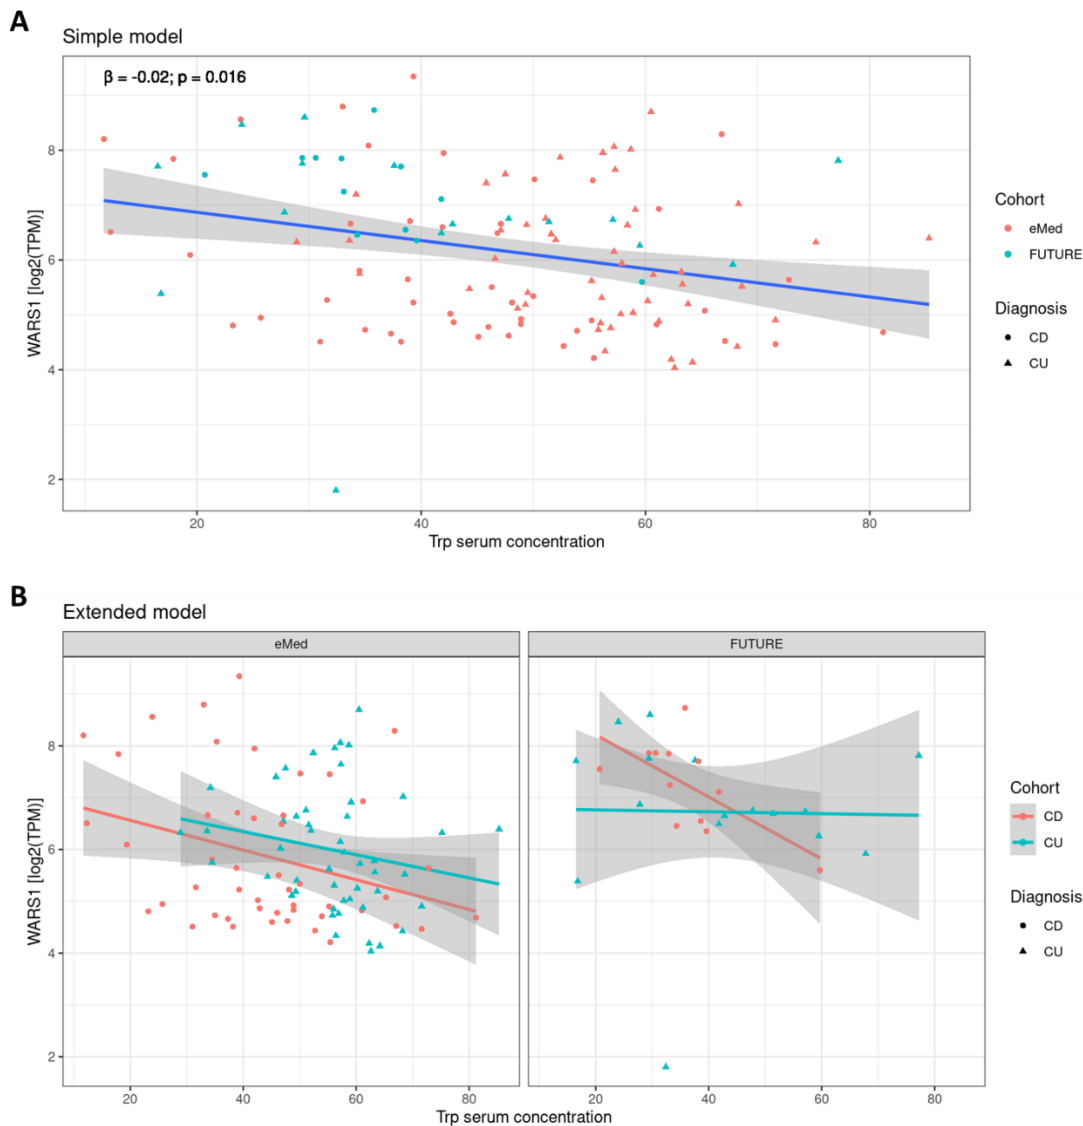 A
Simple model
β = -0.02; p = 0.016
WARS1 [log2(TPM)]
8
6
4
2
20 40 60 80
Trp serum concentration
Cohort
eMed
FUTURE
Diagnosis
CD
CU
B
Extended model
eMed FUTURE
WARS1 [log2(TPM)]
8
6
4
2
20 40 60 80 20 40 60 80
Trp serum concentration
Cohort
CD
CU
Diagnosis
CD
CU